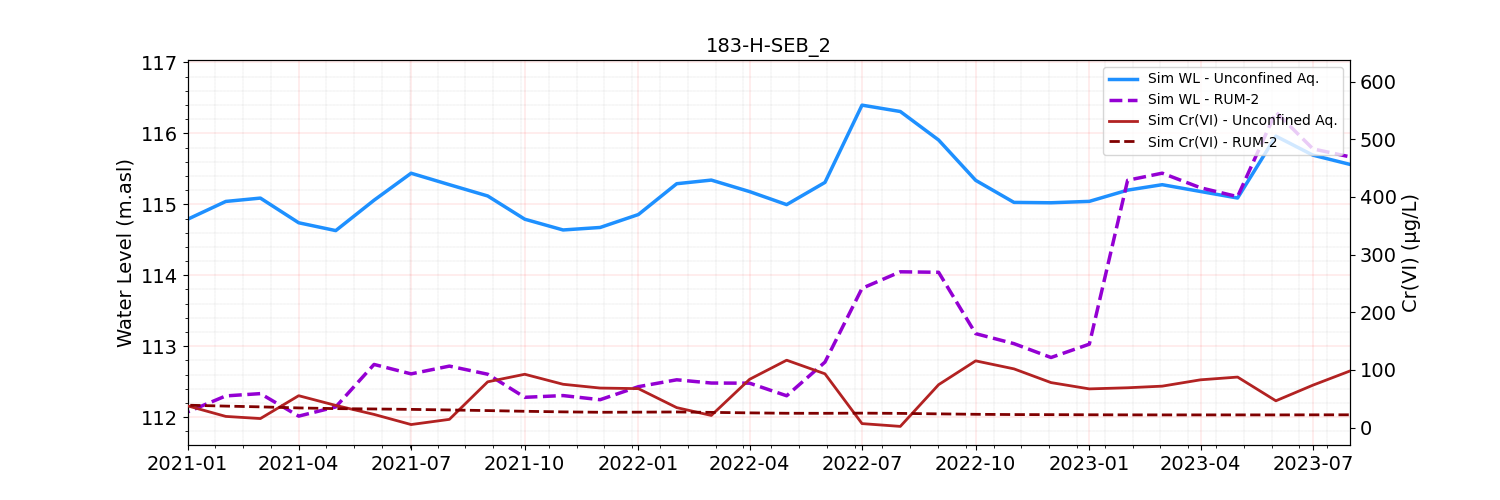 183-H-SEB_2
Water Level (m.asl)
117
116
115
114
113
112
Sim WL - Unconfined Aq.
Sim WL - RUM-2
Sim Cr(VI) - Unconfined Aq.
Sim Cr(VI) - RUM-2
600
500
400
300
200
100
0
Cr(VI) (µg/L)
2021-01 2021-04 2021-07 2021-10 2022-01 2022-04 2022-07 2022-10 2023-01 2023-04 2023-07